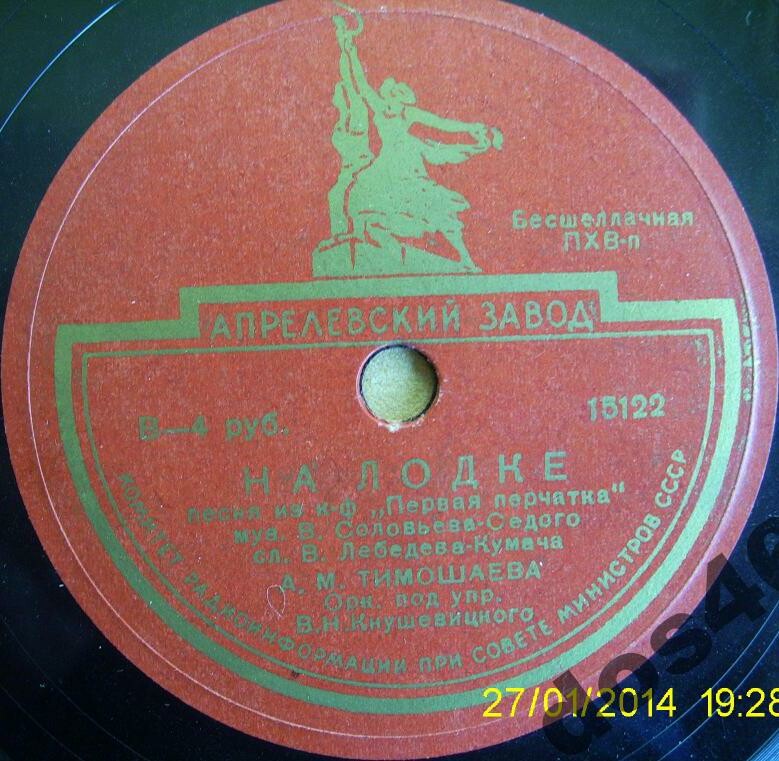 Бесшеллачная
ПХВ-п
АПРЕЛЕВСКИЙ ЗАВОД
В—4 руб.
15122
НА ЛОДКЕ
песня из к-ф „Первая перчатка"
муз. В. Соловьева-Седого
сл. В. Лебедева-Кумача
А. М. ТИМОШАЕВА
Орк. под упр.
В.Н.Кнушевицкого
КОМИТЕТ РАДИОИНФОРМАЦИИ ПРИ СОВЕТЕ МИНИСТРОВ СССР
27/01/2014 19:28